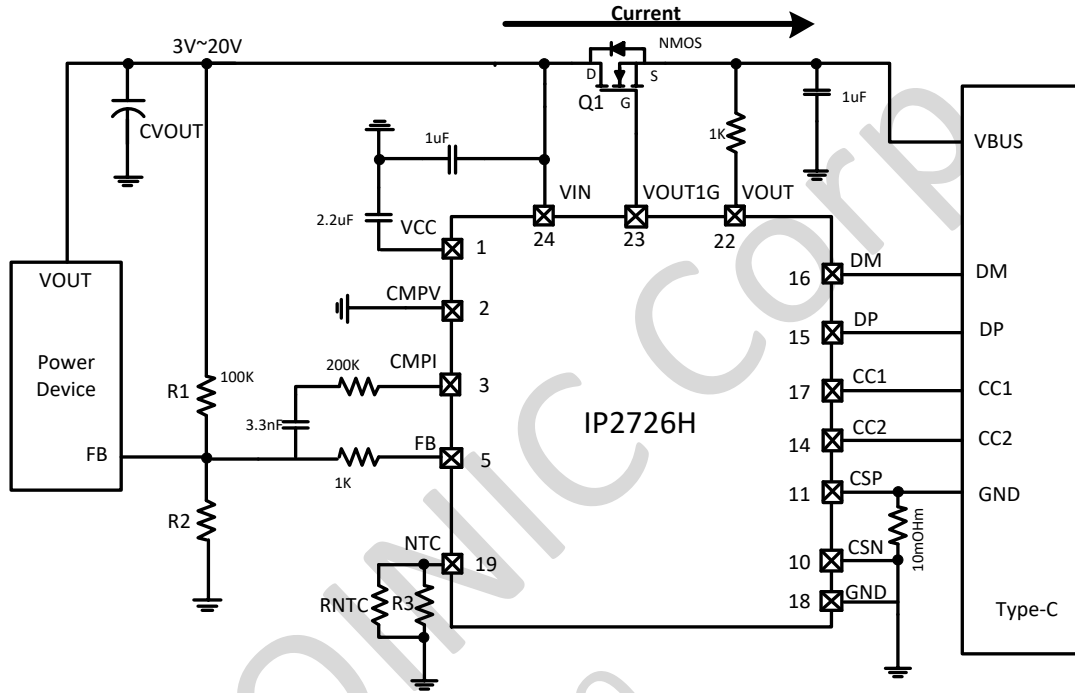 Current
3V~20V
NMOS
D
S
Q1
G
CVOUT
1uF
1K
1uF
VBUS
VIN
VOUT1G
VOUT
2.2uF
VCC
24
23
22
1
DM
16
DM
VOUT
CMPV
2
DP
15
DP
Power
Device
R1
100K
200K
CMPI
3
CC1
17
CC1
3.3nF
IP2726H
CC2
14
CC2
FB
FB
5
1K
CSP
11
GND
R2
10mOHm
NTC
19
CSN
10
RNTC
R3
GND
18
Type-C
ONIC Corp